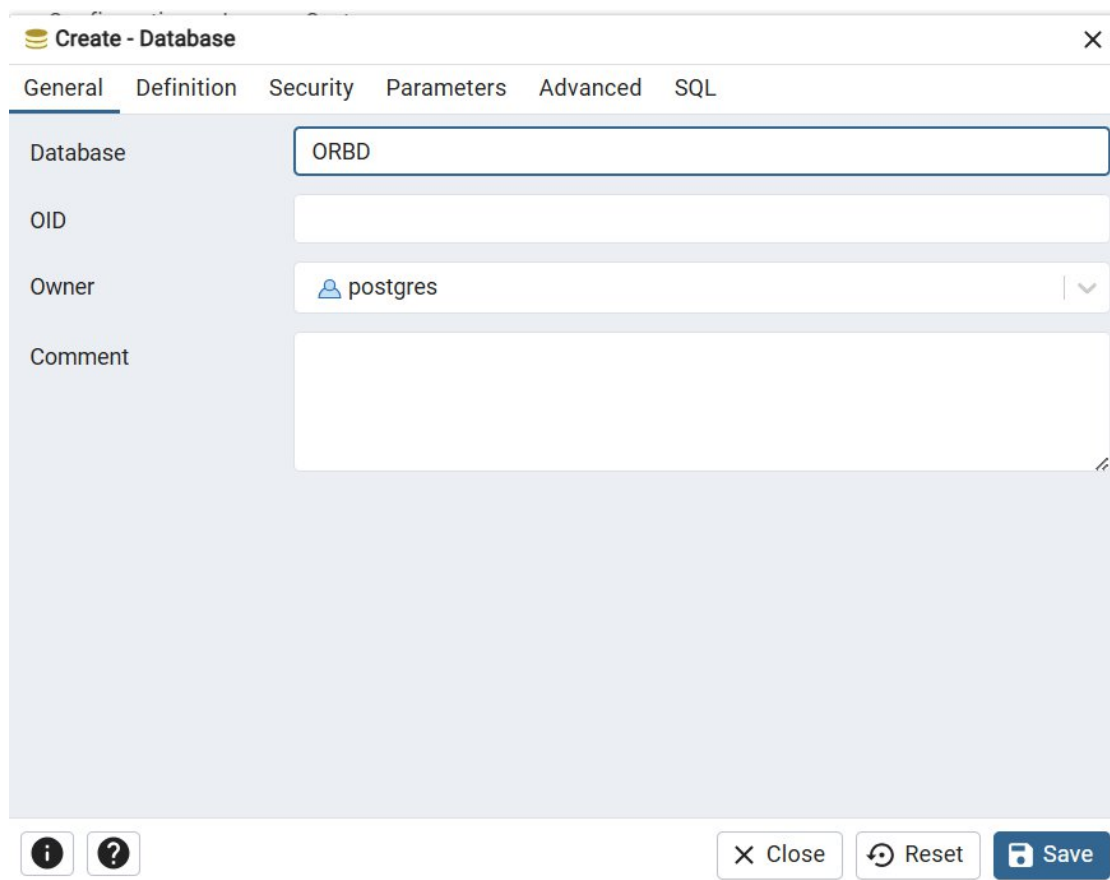 Create - Database
General Definition Security Parameters Advanced SQL
Database ORBD
OID
Owner postgres
Comment
Close Reset Save